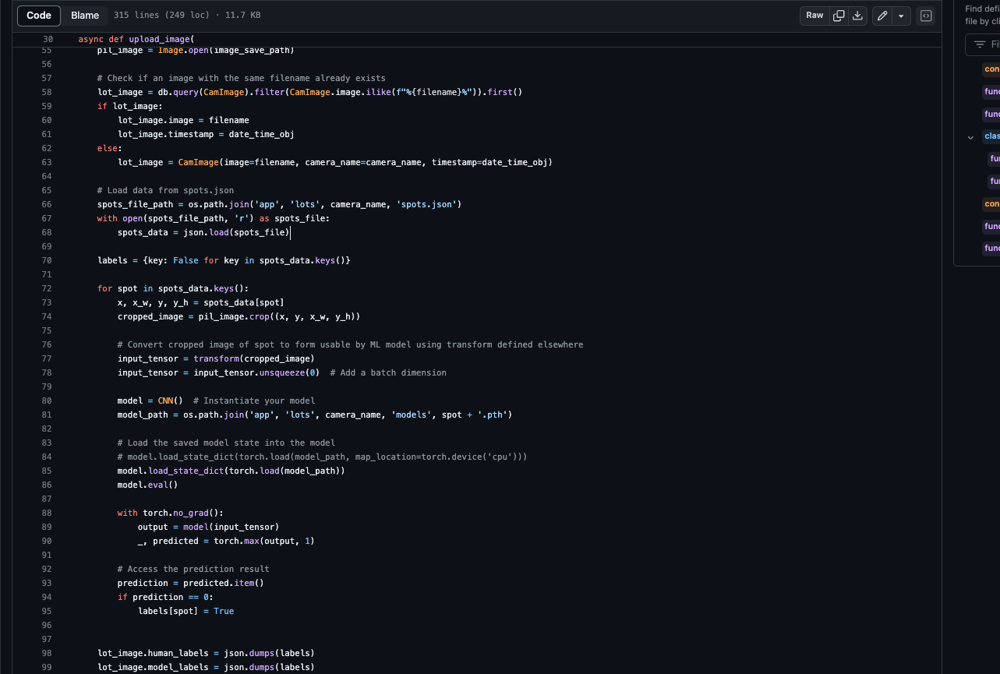 Code Blame 315 lines (249 loc) · 11.7 KB Raw
Find defi
file by cli
Fi
30 async def upload_image(
55 pil_image = Image.open(image_save_path)
56
57 # Check if an image with the same filename already exists
58 lot_image = db.query(CamImage).filter(CamImage.image.ilike(f"%{filename}%")).first()
59 if lot_image:
60 lot_image.image = filename
61 lot_image.timestamp = date_time_obj
62 else:
63 lot_image = CamImage(image=filename, camera_name=camera_name, timestamp=date_time_obj)
64
65 # Load data from spots.json
66 spots_file_path = os.path.join('app', 'lots', camera_name, 'spots.json')
67 with open(spots_file_path, 'r') as spots_file:
68 spots_data = json.load(spots_file)
69
70 labels = {key: False for key in spots_data.keys()}
71
72 for spot in spots_data.keys():
73 x, x_w, y, y_h = spots_data[spot]
74 cropped_image = pil_image.crop((x, y, x_w, y_h))
75
76 # Convert cropped image of spot to form usable by ML model using transform defined elsewhere
77 input_tensor = transform(cropped_image)
78 input_tensor = input_tensor.unsqueeze(0) # Add a batch dimension
79
80 model = CNN() # Instantiate your model
81 model_path = os.path.join('app', 'lots', camera_name, 'models', spot + '.pth')
82
83 # Load the saved model state into the model
84 # model.load_state_dict(torch.load(model_path, map_location=torch.device('cpu')))
85 model.load_state_dict(torch.load(model_path))
86 model.eval()
87
88 with torch.no_grad():
89 output = model(input_tensor)
90 _, predicted = torch.max(output, 1)
91
92 # Access the prediction result
93 prediction = predicted.item()
94 if prediction == 0:
95 labels[spot] = True
96
97
98 lot_image.human_labels = json.dumps(labels)
99 lot_image.model_labels = json.dumps(labels)
con
func
func
clas
fu
fu
con
func
func